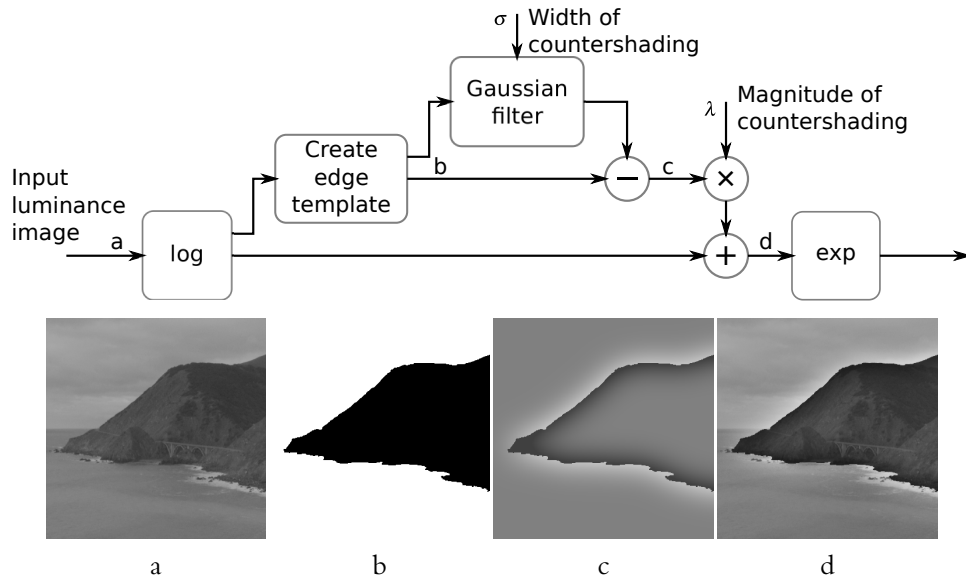 σ
Width of
countershading
Gaussian
filter
λ
Magnitude of
countershading
Create
edge
template
b
c
Input
luminance
image
a
log
d
exp
a
b
c
d